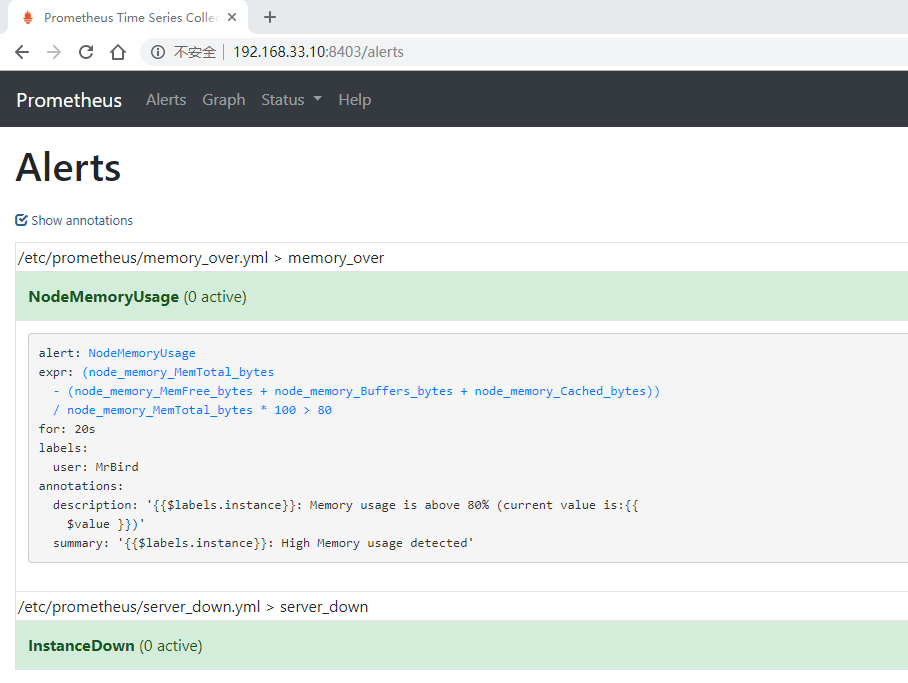 Prometheus Time Series Collec
不安全 192.168.33.10:8403/alerts
Prometheus Alerts Graph Status Help
Alerts
Show annotations
/etc/prometheus/memory_over.yml > memory_over
NodeMemoryUsage (0 active)
alert: NodeMemoryUsage
expr: (node_memory_MemTotal_bytes
- (node_memory_MemFree_bytes + node_memory_Buffers_bytes + node_memory_Cached_bytes))
/ node_memory_MemTotal_bytes * 100 > 80
for: 20s
labels:
user: MrBird
annotations:
description: '{{$labels.instance}}: Memory usage is above 80% (current value is:{{
$value }})'
summary: '{{$labels.instance}}: High Memory usage detected'
/etc/prometheus/server_down.yml > server_down
InstanceDown (0 active)